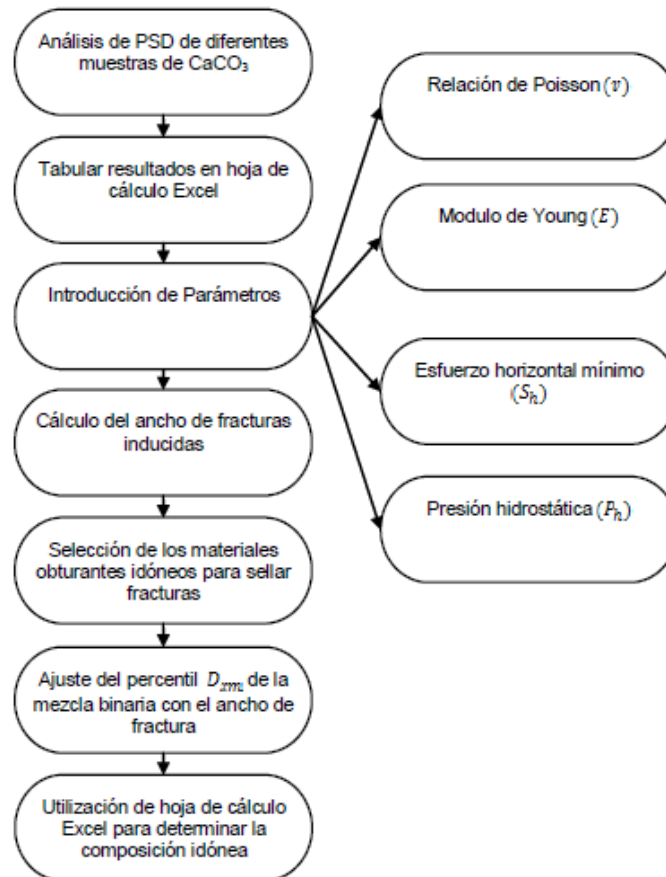 Análisis de PSD de diferentes
muestras de CaCO₃
Tabular resultados en hoja de
cálculo Excel
Introducción de Parámetros
Cálculo del ancho de fracturas
inducidas
Selección de los materiales
obturantes idóneos para sellar
fracturas
Ajuste del percentil D_xm de la
mezcla binaria con el ancho de
fractura
Utilización de hoja de cálculo
Excel para determinar la
composición idónea
Relación de Poisson (v)
Modulo de Young (E)
Esfuerzo horizontal mínimo
(S_h)
Presión hidrostática (P_h)